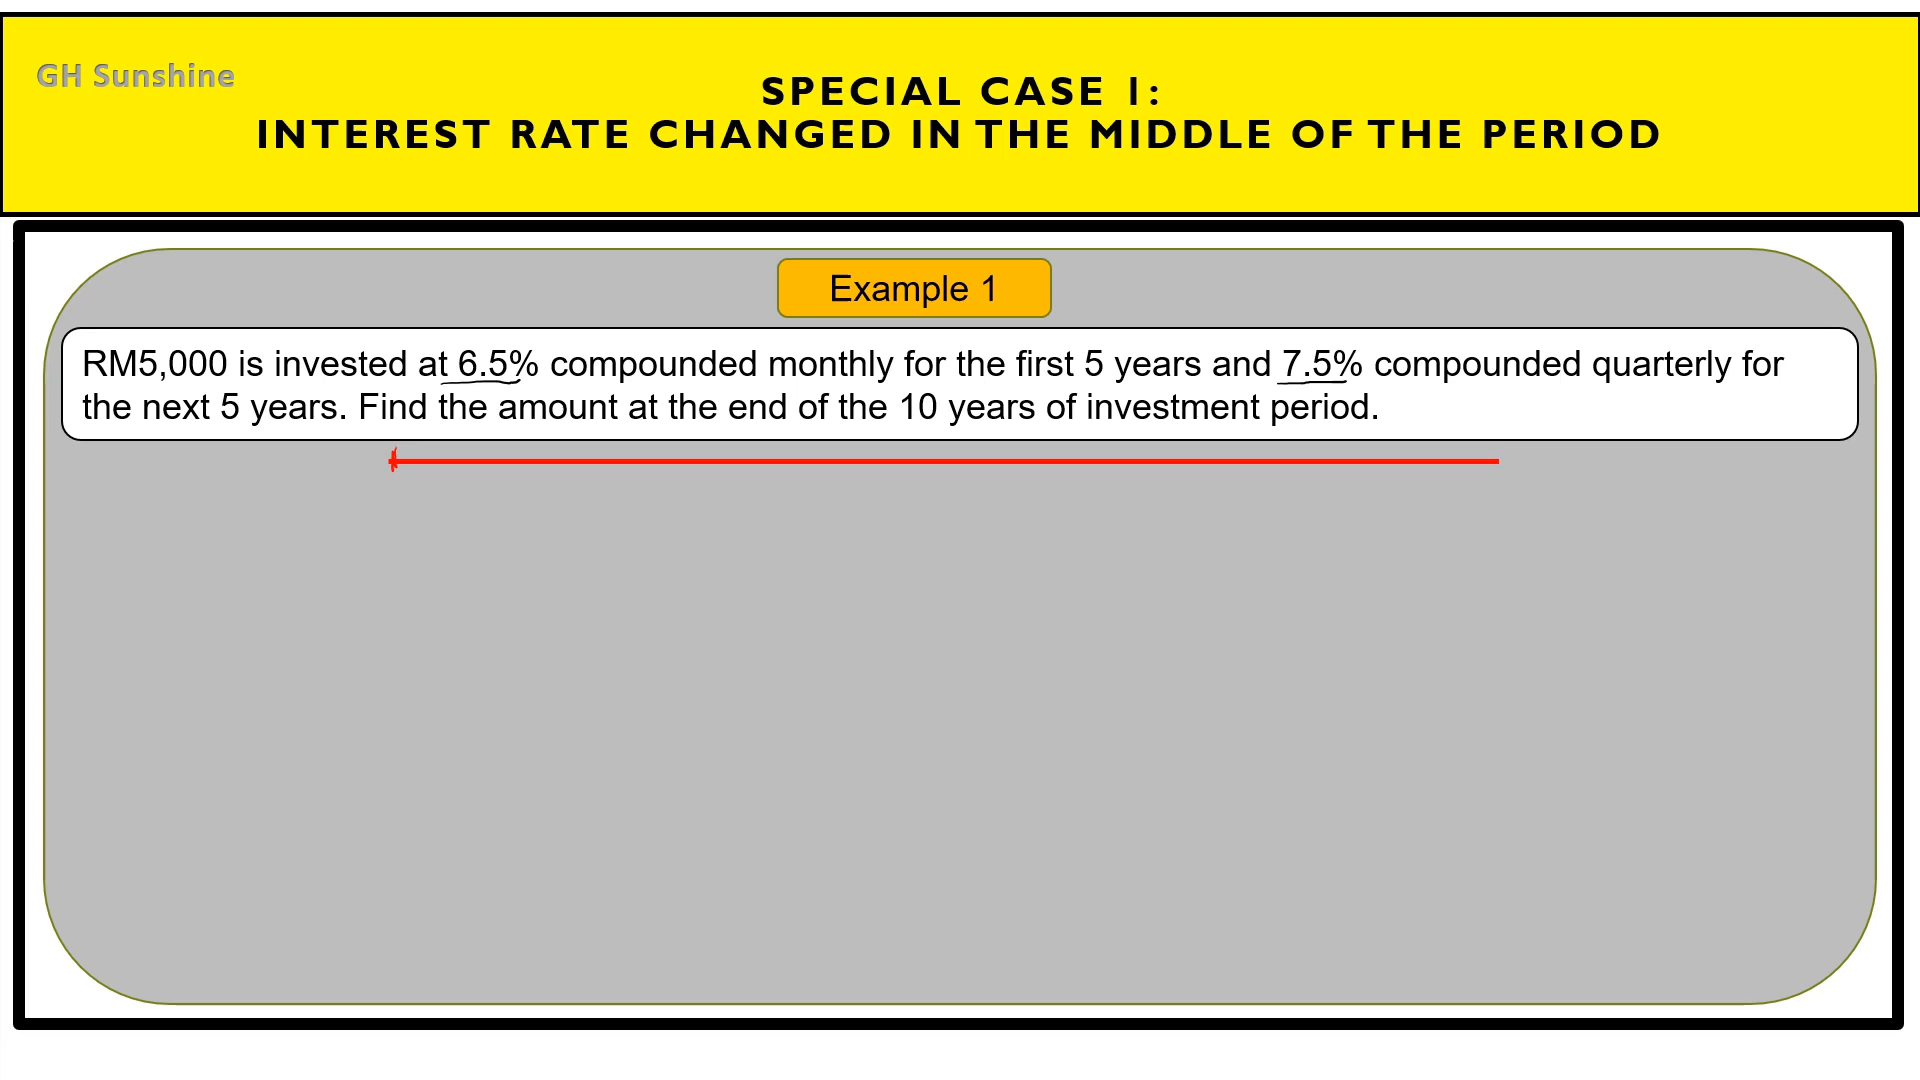 GH Sunshine
SPECIAL CASE 1:
INTEREST RATE CHANGED IN THE MIDDLE OF THE PERIOD
Example 1
RM5,000 is invested at 6.5% compounded monthly for the first 5 years and 7.5% compounded quarterly for
the next 5 years. Find the amount at the end of the 10 years of investment period.